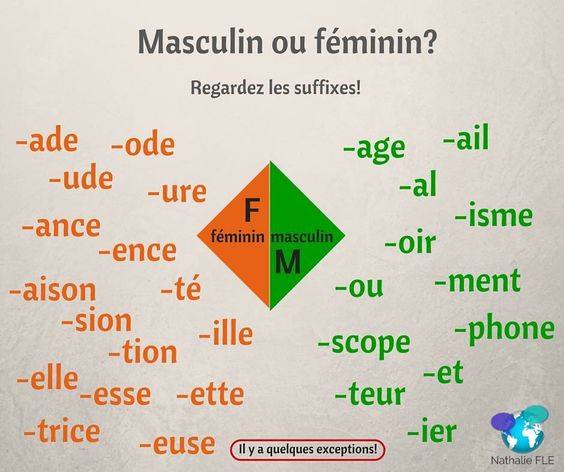 Masculin ou féminin?
Regardez les suffixes!
-ade
-ode
-ude
-ure
-ance
-ence
-aison
-té
-sion
-ille
-tion
-elle
-esse
-ette
-trice
-euse
F
féminin
masculin
M
-age
-ail
-al
-isme
-oir
-ou
-ment
-scope
-phone
-et
-teur
-ier
Il y a quelques exceptions!
Nathalie FLE